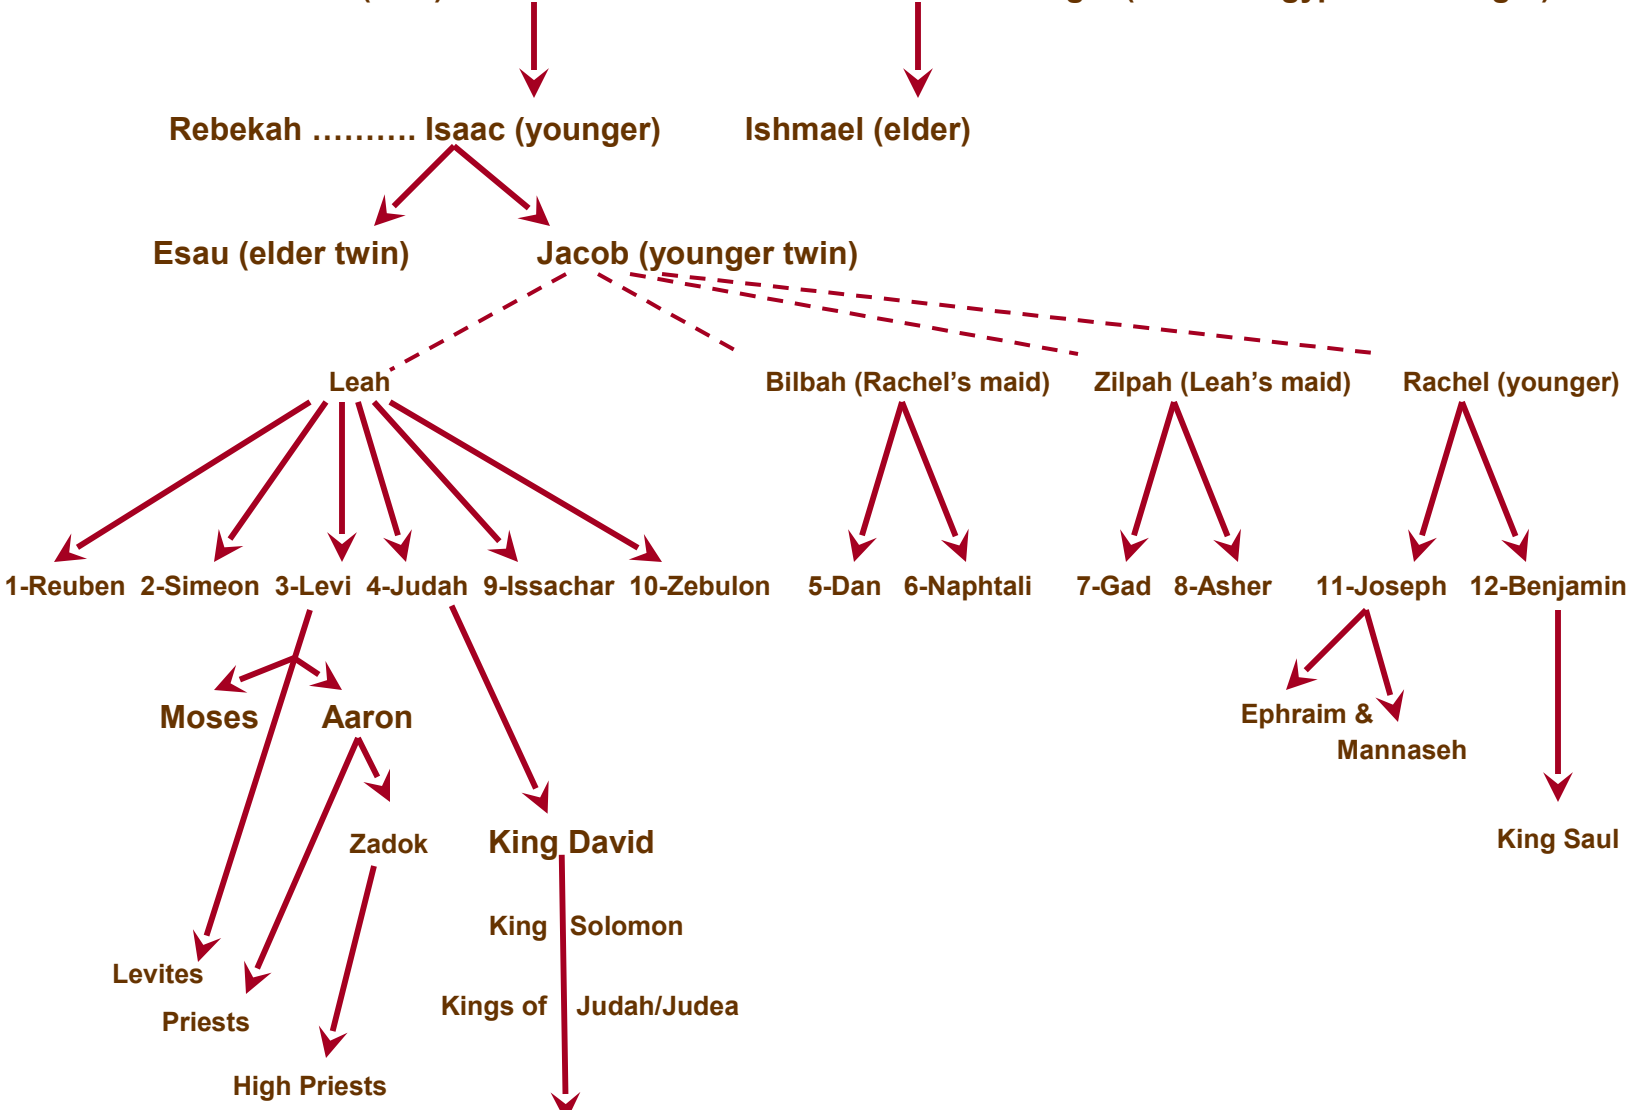 Rebekah ………. Isaac (younger) Ishmael (elder)
Esau (elder twin) Jacob (younger twin)
Leah Bilbah (Rachel’s maid) Zilpah (Leah’s maid) Rachel (younger)
1-Reuben 2-Simeon 3-Levi 4-Judah 9-Issachar 10-Zebulon 5-Dan 6-Naphtali 7-Gad 8-Asher 11-Joseph 12-Benjamin
Moses Aaron Ephraim &
Mannaseh
Zadok King David King Saul
King Solomon
Levites
Kings of Judah/Judea
Priests
High Priests